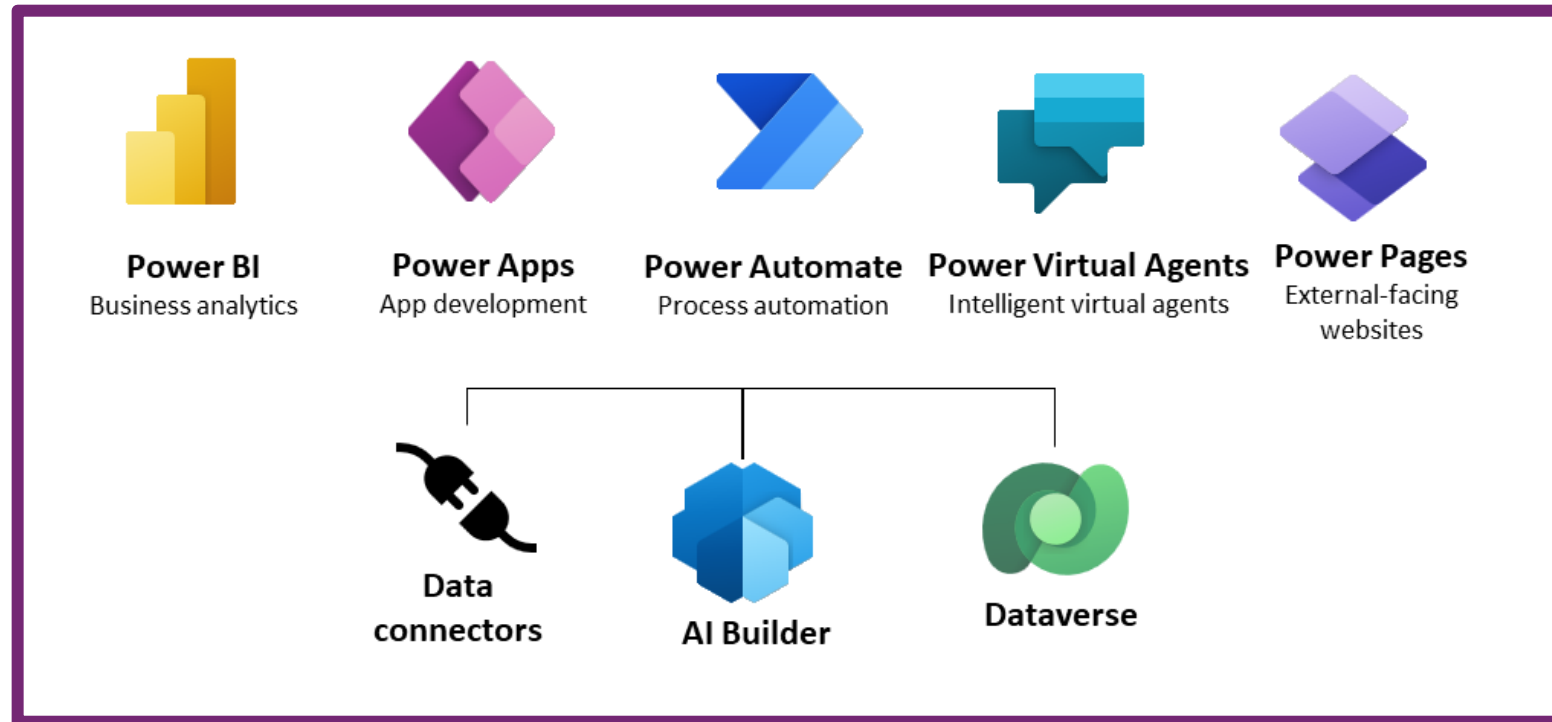 Power BI
Business analytics
Power Apps
App development
Power Automate
Process automation
Power Virtual Agents
Intelligent virtual agents
Power Pages
External-facing
websites
Data
connectors
AI Builder
Dataverse